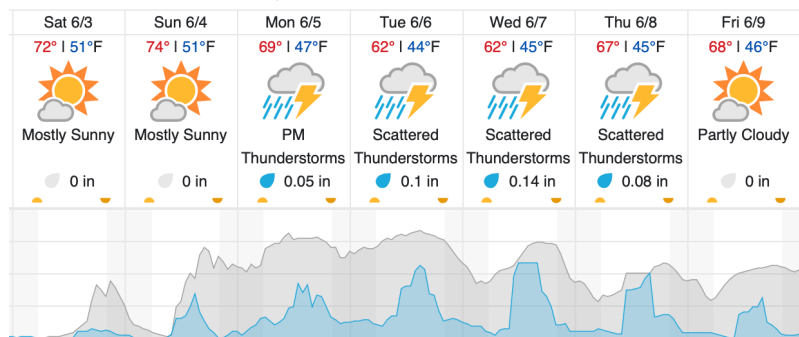 Sat 6/3 Sun 6/4 Mon 6/5 Tue 6/6 Wed 6/7 Thu 6/8 Fri 6/9
72° | 51°F 74° | 51°F 69° | 47°F 62° | 44°F 62° | 45°F 67° | 45°F 68° | 46°F
Mostly Sunny Mostly Sunny PM Scattered Scattered Scattered Partly Cloudy
Thunderstorms Thunderstorms Thunderstorms Thunderstorms
0 in 0 in 0.05 in 0.1 in 0.14 in 0.08 in 0 in